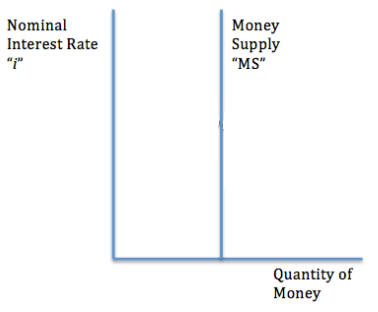 Nominal
Interest Rate
“i”
Money
Supply
“MS”
Quantity of
Money